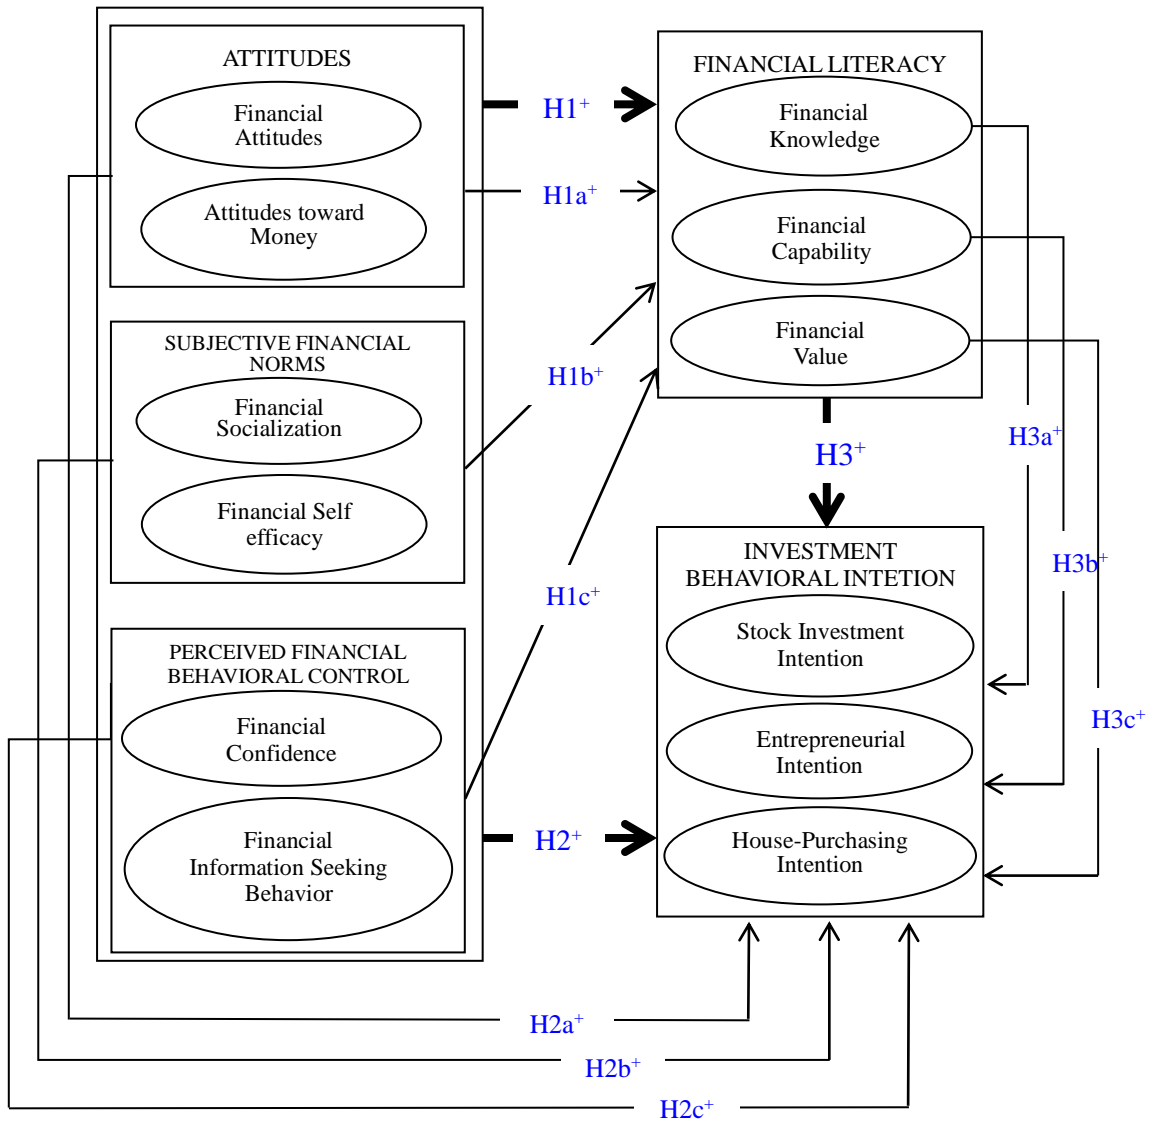 ATTITUDES
Financial
Attitudes
Attitudes toward
Money
SUBJECTIVE FINANCIAL
NORMS
Financial
Socialization
Financial Self
efficacy
PERCEIVED FINANCIAL
BEHAVIORAL CONTROL
Financial
Confidence
Financial
Information Seeking
Behavior
H1+
H1a+
H1b+
H1c+
H2+
FINANCIAL LITERACY
Financial
Knowledge
Financial
Capability
Financial
Value
H3+
H3a+
H3b+
H3c+
INVESTMENT
BEHAVIORAL INTETION
Stock Investment
Intention
Entrepreneurial
Intention
House-Purchasing
Intention
H2a+
H2b+
H2c+